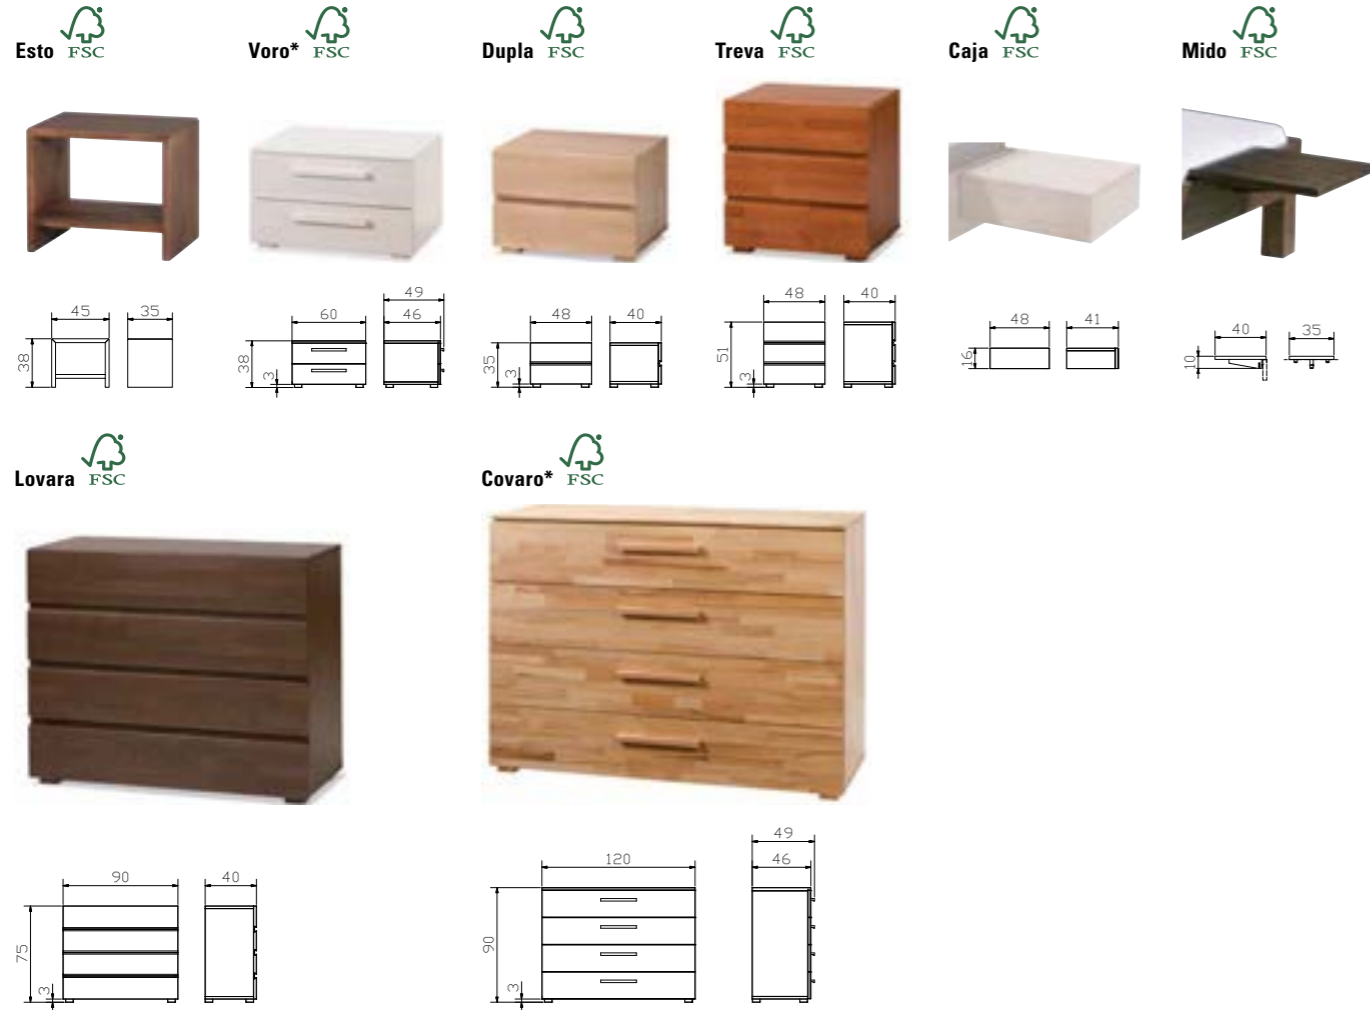 Esto FSC
Voro* FSC
Dupla FSC
Treva FSC
Caja FSC
Mido FSC
45 35
38
49
60 46
38
3
48 40
35
3
48 40
51
3
48 41
16
40 35
10
Lovara FSC
Covaro* FSC
90 40
75
3
49
120 46
90
3